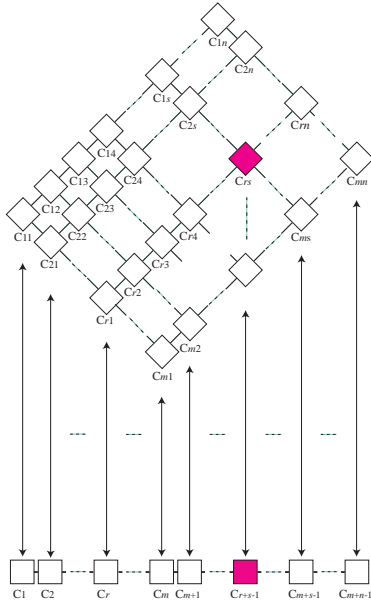 C1n
C2n
C1s
C2s
Crn
C14
C13
C24
Crs
Cmn
C12
C23
C11
C22
Cr4
Cms
C21
Cr3
Cr2
Cr1
Cm2
Cm1
C1 C2 Cr Cm Cm+1 Cr+s-1 Cm+s-1 Cm+n-1